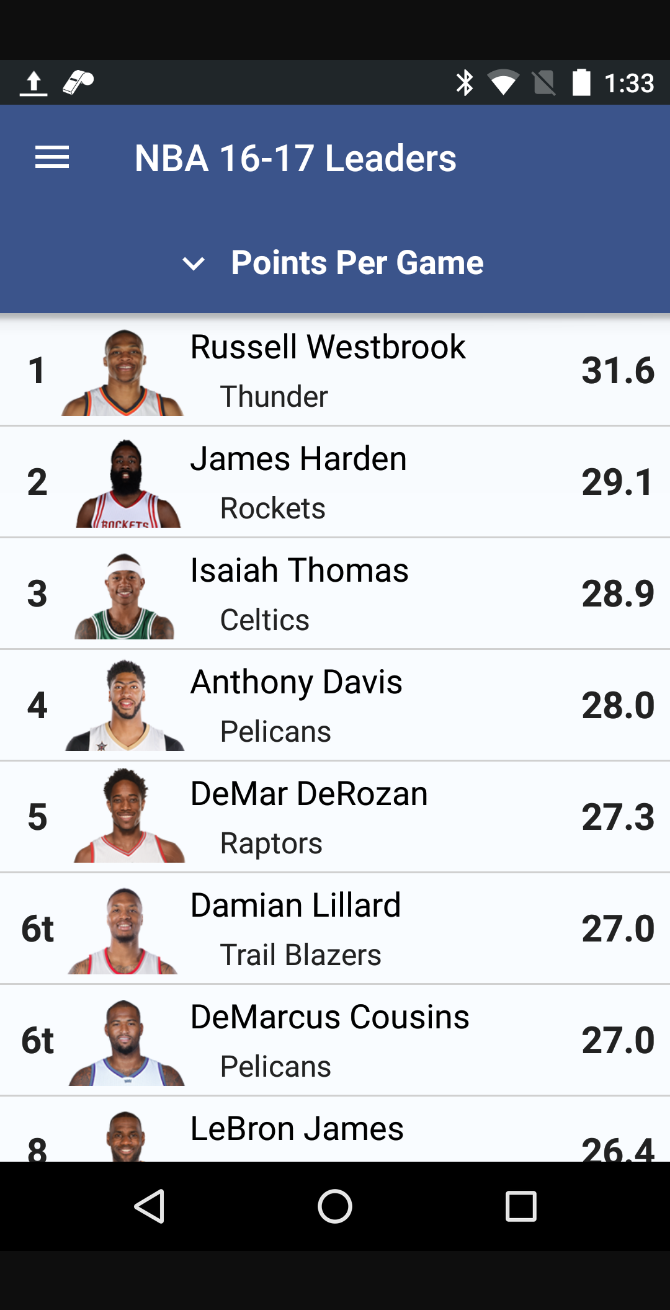 1:33
NBA 16-17 Leaders
Points Per Game
1
Russell Westbrook
Thunder
31.6
2
ROCKETS
James Harden
Rockets
29.1
3
Isaiah Thomas
Celtics
28.9
4
Anthony Davis
Pelicans
28.0
5
DeMar DeRozan
Raptors
27.3
6t
Damian Lillard
Trail Blazers
27.0
6t
DeMarcus Cousins
Pelicans
27.0
8
LeBron James
26.4